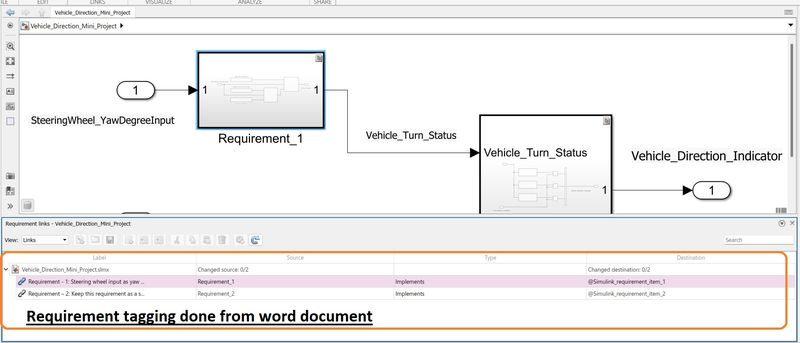 EDIT LINKS VISUALIZE ANALYZE SHARE
Vehicle_Direction_Mini_Project
Vehicle_Direction_Mini_Project
1
1
1
SteeringWheel_YawDegreeInput
Requirement_1
Vehicle_Turn_Status
Vehicle_Turn_Status
1
Vehicle_Direction_Indicator
1
Requirement links - Vehicle_Direction_Mini_Project
View: Links
Search
Label Source Type Destination
Vehicle_Direction_Mini_Project.slmx Changed source: 0/2 Changed destination: 0/2
Requirement - 1: Steering wheel input as yaw ... Requirement_1 Implements @Simulink_requirement_item_1
Requirement – 2: Keep this requirement as a s... Requirement_2 Implements @Simulink_requirement_item_2
Requirement tagging done from word document